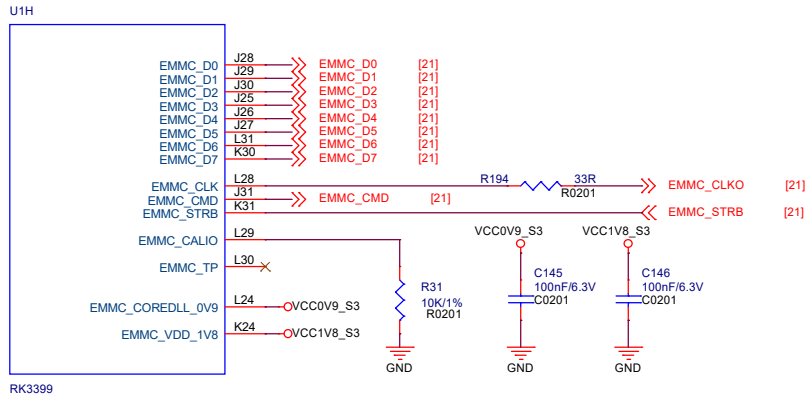 U1H
EMMC_D0 J28 EMMC_D0 [21]
EMMC_D1 J29 EMMC_D1 [21]
EMMC_D2 J30 EMMC_D2 [21]
EMMC_D3 J25 EMMC_D3 [21]
EMMC_D4 J26 EMMC_D4 [21]
EMMC_D5 J27 EMMC_D5 [21]
EMMC_D6 L31 EMMC_D6 [21]
EMMC_D7 K30 EMMC_D7 [21]
EMMC_CLK L28 R194 33R R0201 EMMC_CLKO [21]
EMMC_CMD J31 EMMC_CMD [21]
EMMC_STRB K31 EMMC_STRB [21]
EMMC_CALIO L29 VCC0V9_S3 VCC1V8_S3
EMMC_TP L30
C145 C146
R31 100nF/6.3V 100nF/6.3V
10K/1% C0201 C0201
R0201
EMMC_COREDLL_0V9 L24 VCC0V9_S3
EMMC_VDD_1V8 K24 VCC1V8_S3
GND GND GND
RK3399